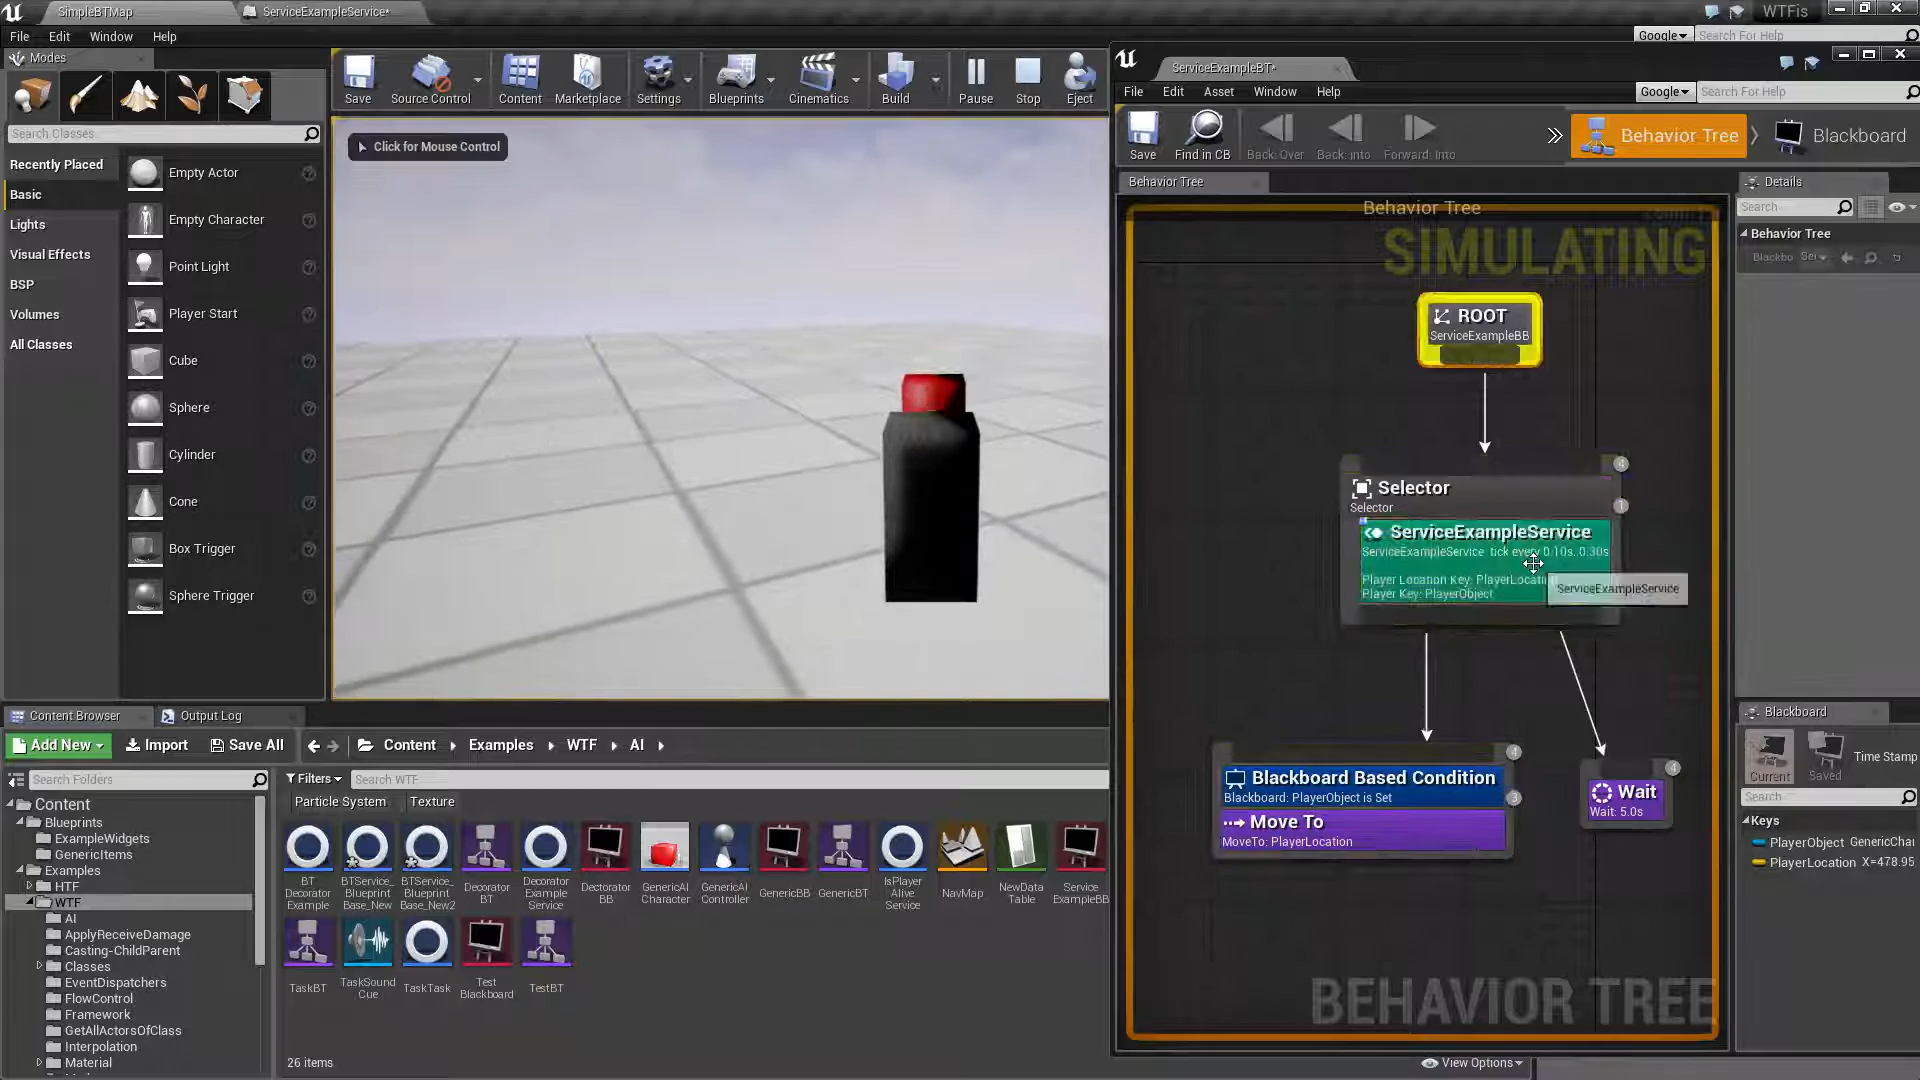 SimpleBTMap
ServiceExampleService*
WTFis
File Edit Window Help
Google
Search For Help
Modes
Search Classes
Recently Placed
Basic
Lights
Visual Effects
BSP
Volumes
All Classes
Empty Actor
Empty Character
Point Light
Player Start
Cube
Sphere
Cylinder
Cone
Box Trigger
Sphere Trigger
Save
Source Control
Content
Marketplace
Settings
Blueprints
Cinematics
Build
Pause
Stop
Eject
Click for Mouse Control
ServiceExampleBT*
File Edit Asset Window Help
Google
Search For Help
Save
Find in CB
Back: Over
Back: Into
Forward: Into
Behavior Tree
Blackboard
Behavior Tree
Behavior Tree
SIMULATING
ROOT
ServiceExampleBB
4
Selector
Selector
1
ServiceExampleService
ServiceExampleService: tick every 0.10s..0.30s
Player Location Key: PlayerLocati
Player Key: PlayerObject
ServiceExampleService
4
Blackboard Based Condition
Blackboard: PlayerObject is Set
3
Move To
MoveTo: PlayerLocation
4
Wait
Wait: 5.0s
BEHAVIOR TREE
Details
Search
Behavior Tree
Blackbo
Ser
Blackboard
Current
Saved
Time Stamp
Search
Keys
PlayerObject GenericChai
PlayerLocation X=478.95
Content Browser
Output Log
Add New
Import
Save All
Content
Examples
WTF
AI
Search Folders
Filters
Search WTF
Particle System
Texture
Content
Blueprints
ExampleWidgets
GenericItems
Examples
HTF
WTF
AI
ApplyReceiveDamage
Casting-ChildParent
Classes
EventDispatchers
FlowControl
Framework
GetAllActorsOfClass
Interpolation
Material
BT
Decorator
Example
BTService_
Blueprint
Base_New
BTService_
Blueprint
Base_New2
Decorator
BT
Decorator
Example
Service
Dectorator
BB
GenericAI
Character
GenericAI
Controller
GenericBB
GenericBT
IsPlayer
Alive
Service
NavMap
NewData
Table
Service
ExampleBB
TaskBT
TaskSound
Cue
TaskTask
Test
Blackboard
TestBT
26 items
View Options